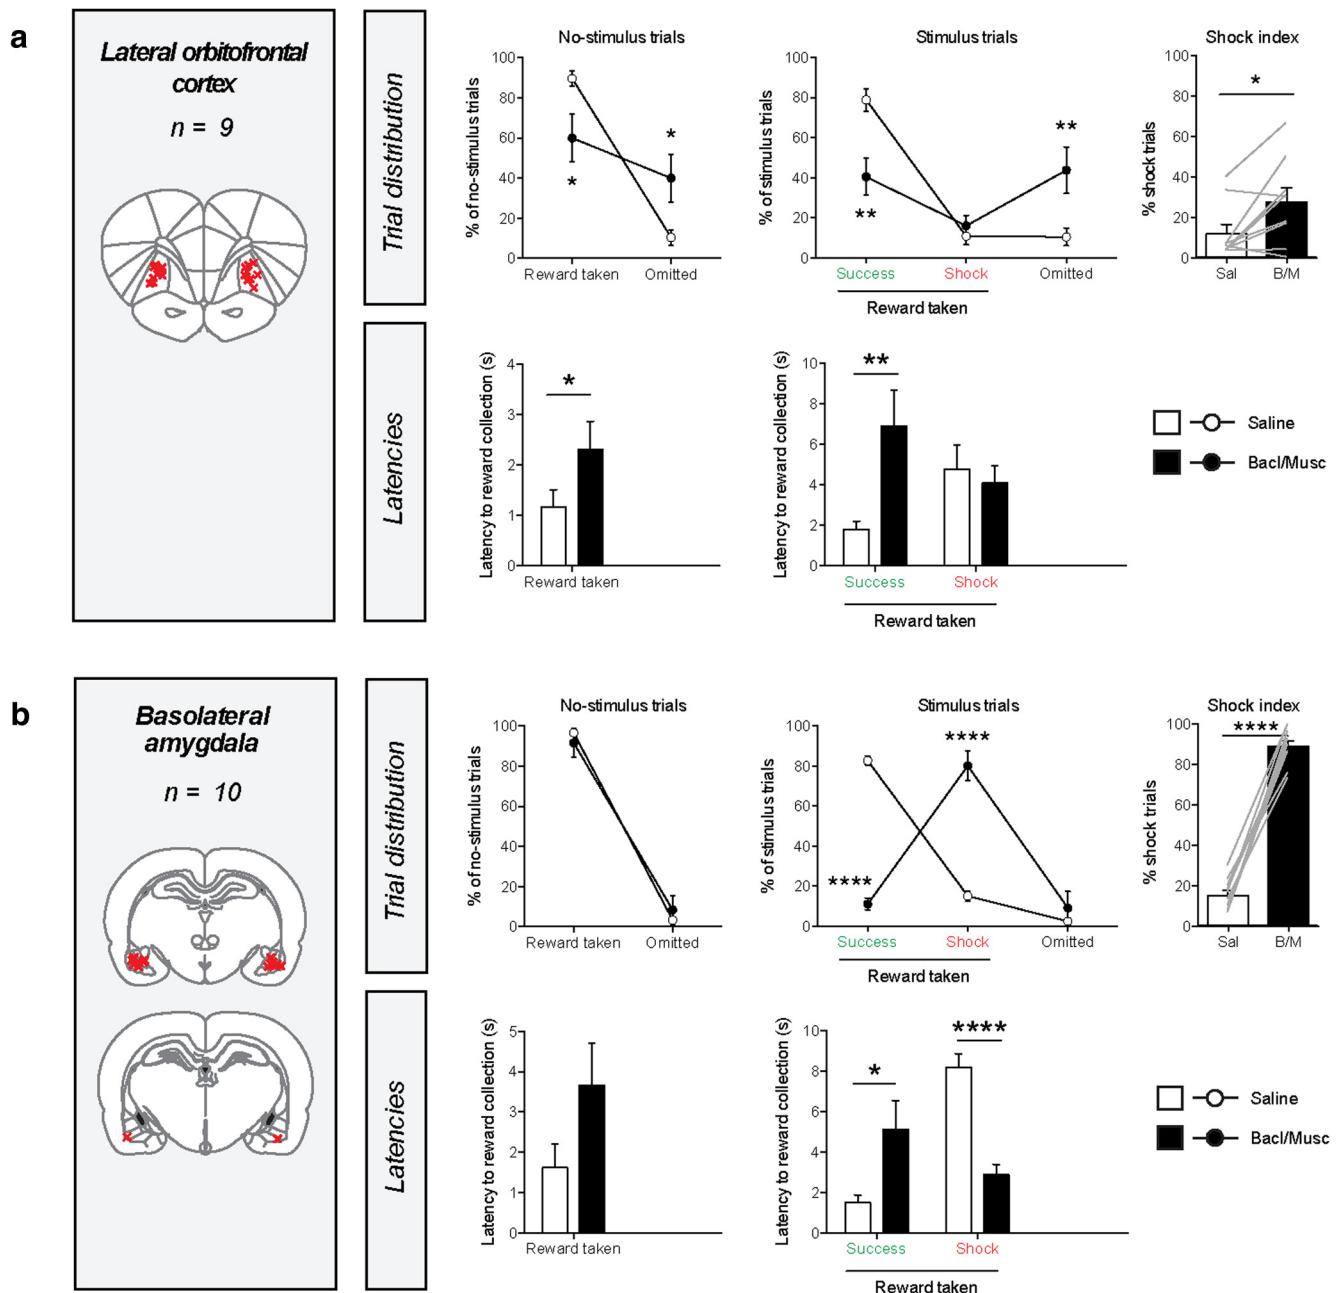 a
Lateral orbitofrontal
cortex
n = 9
Trial distribution
Latencies
No-stimulus trials
% of no-stimulus trials
100
80
60
40
20
0
*
*
Reward taken
Omitted
Stimulus trials
% of stimulus trials
100
80
60
40
20
0
**
**
Success
Shock
Omitted
Reward taken
Shock index
% shock trials
100
80
60
40
20
0
*
Sal
B/M
Latency to reward collection (s)
4
3
2
1
0
*
Reward taken
Latency to reward collection (s)
10
8
6
4
2
0
**
Success
Shock
Reward taken
Saline
Bacl/Musc
b
Basolateral
amygdala
n = 10
Trial distribution
Latencies
No-stimulus trials
% of no-stimulus trials
100
80
60
40
20
0
Reward taken
Omitted
Stimulus trials
% of stimulus trials
100
80
60
40
20
0
****
****
Success
Shock
Omitted
Reward taken
Shock index
% shock trials
100
80
60
40
20
0
****
Sal
B/M
Latency to reward collection (s)
5
4
3
2
1
0
Reward taken
Latency to reward collection (s)
10
8
6
4
2
0
*
****
Success
Shock
Reward taken
Saline
Bacl/Musc